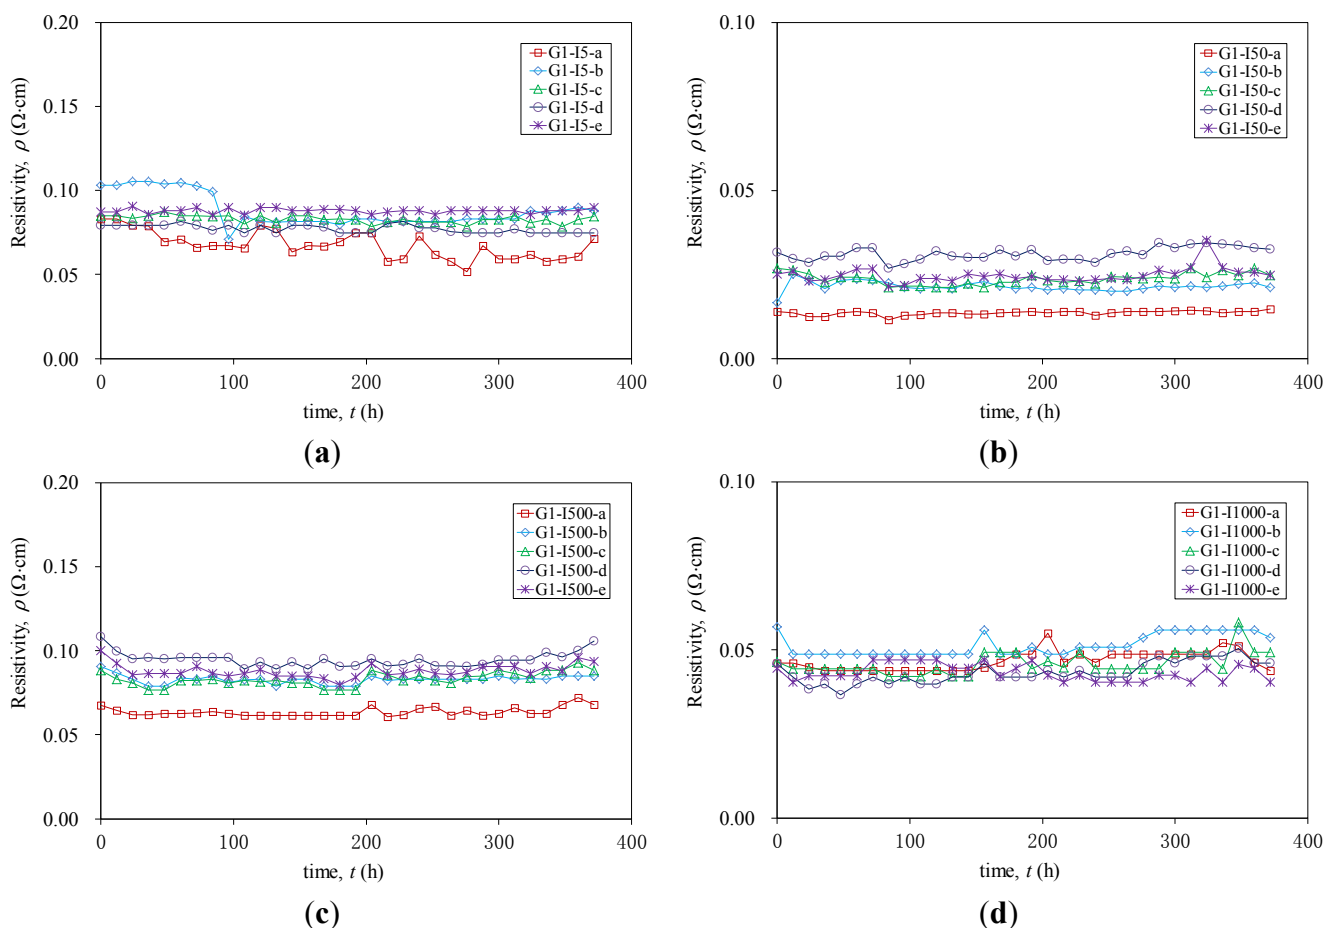 0.20
0.15
0.10
0.05
0.00
Resistivity, ρ (Ω·cm)
G1-I5-a
G1-I5-b
G1-I5-c
G1-I5-d
G1-I5-e
0 100 200 300 400
time, t (h)
(a)
0.10
0.05
0.00
Resistivity, ρ (Ω·cm)
G1-I50-a
G1-I50-b
G1-I50-c
G1-I50-d
G1-I50-e
0 100 200 300 400
time, t (h)
(b)
0.20
0.15
0.10
0.05
0.00
Resistivity, ρ (Ω·cm)
G1-I500-a
G1-I500-b
G1-I500-c
G1-I500-d
G1-I500-e
0 100 200 300 400
time, t (h)
(c)
0.10
0.05
0.00
Resistivity, ρ (Ω·cm)
G1-I1000-a
G1-I1000-b
G1-I1000-c
G1-I1000-d
G1-I1000-e
0 100 200 300 400
time, t (h)
(d)